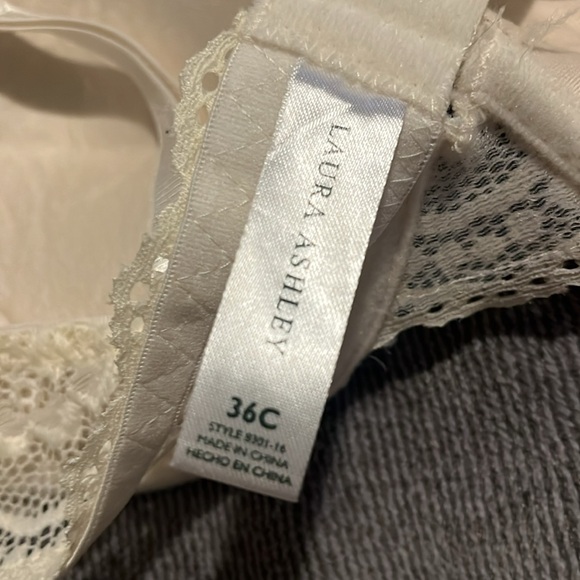 LAURA ASHLEY
36C
STYLE 8301-16
MADE IN CHINA
HECHO EN CHINA